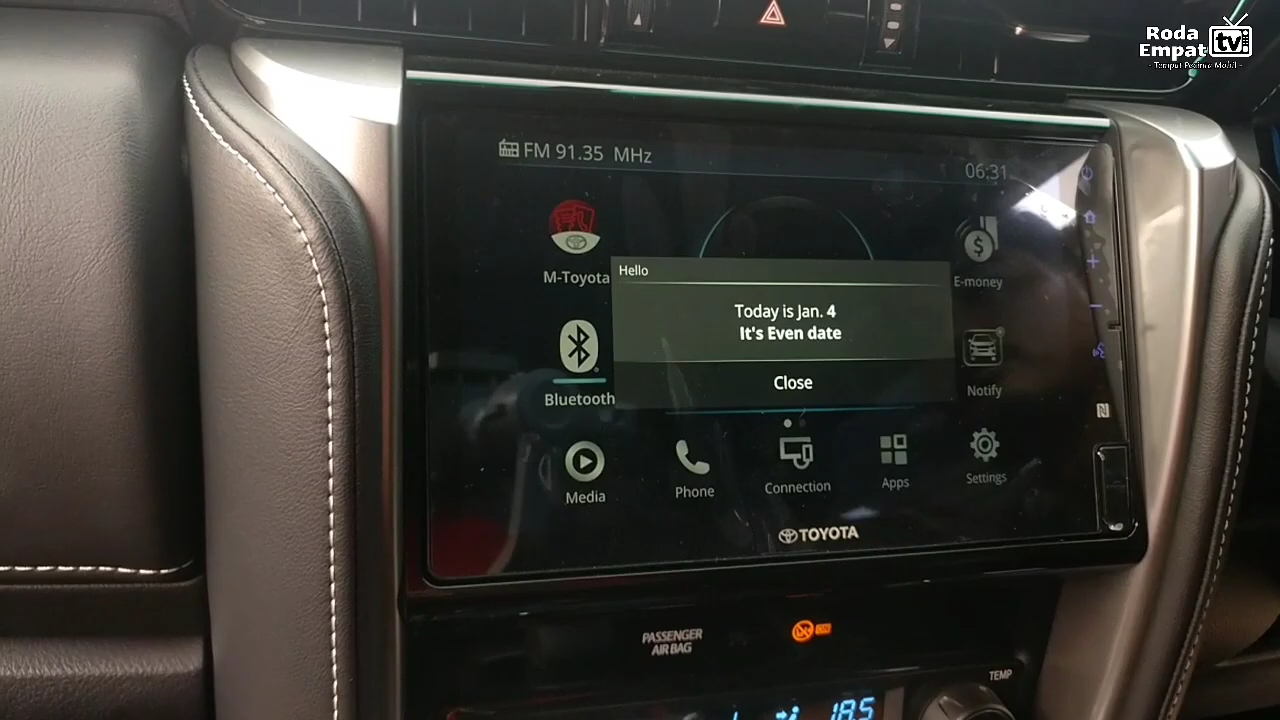 Roda
Empat
tv
- Tempat Pesona Mobil -
FM 91.35 MHz
06:31
M-Toyota
E-money
Hello
Today is Jan. 4
It's Even date
Close
Bluetooth
Notify
Media
Phone
Connection
Apps
Settings
TOYOTA
PASSENGER
AIR BAG
TEMP
18.5